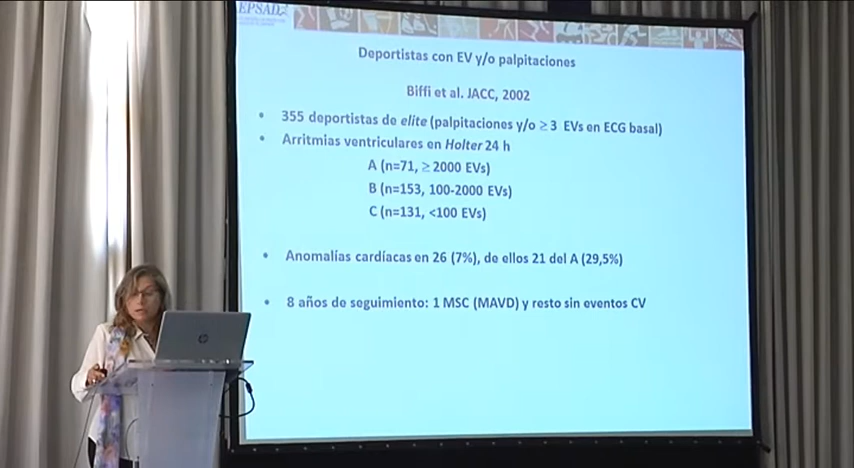 EPSAD
Deportistas con EV y/o palpitaciones
Biffi et al. JACC, 2002
• 355 deportistas de elite (palpitaciones y/o ≥ 3 EVs en ECG basal)
• Arritmias ventriculares en Holter 24 h
A (n=71, ≥ 2000 EVs)
B (n=153, 100-2000 EVs)
C (n=131, <100 EVs)
• Anomalías cardíacas en 26 (7%), de ellos 21 del A (29,5%)
• 8 años de seguimiento: 1 MSC (MAVD) y resto sin eventos CV
hp